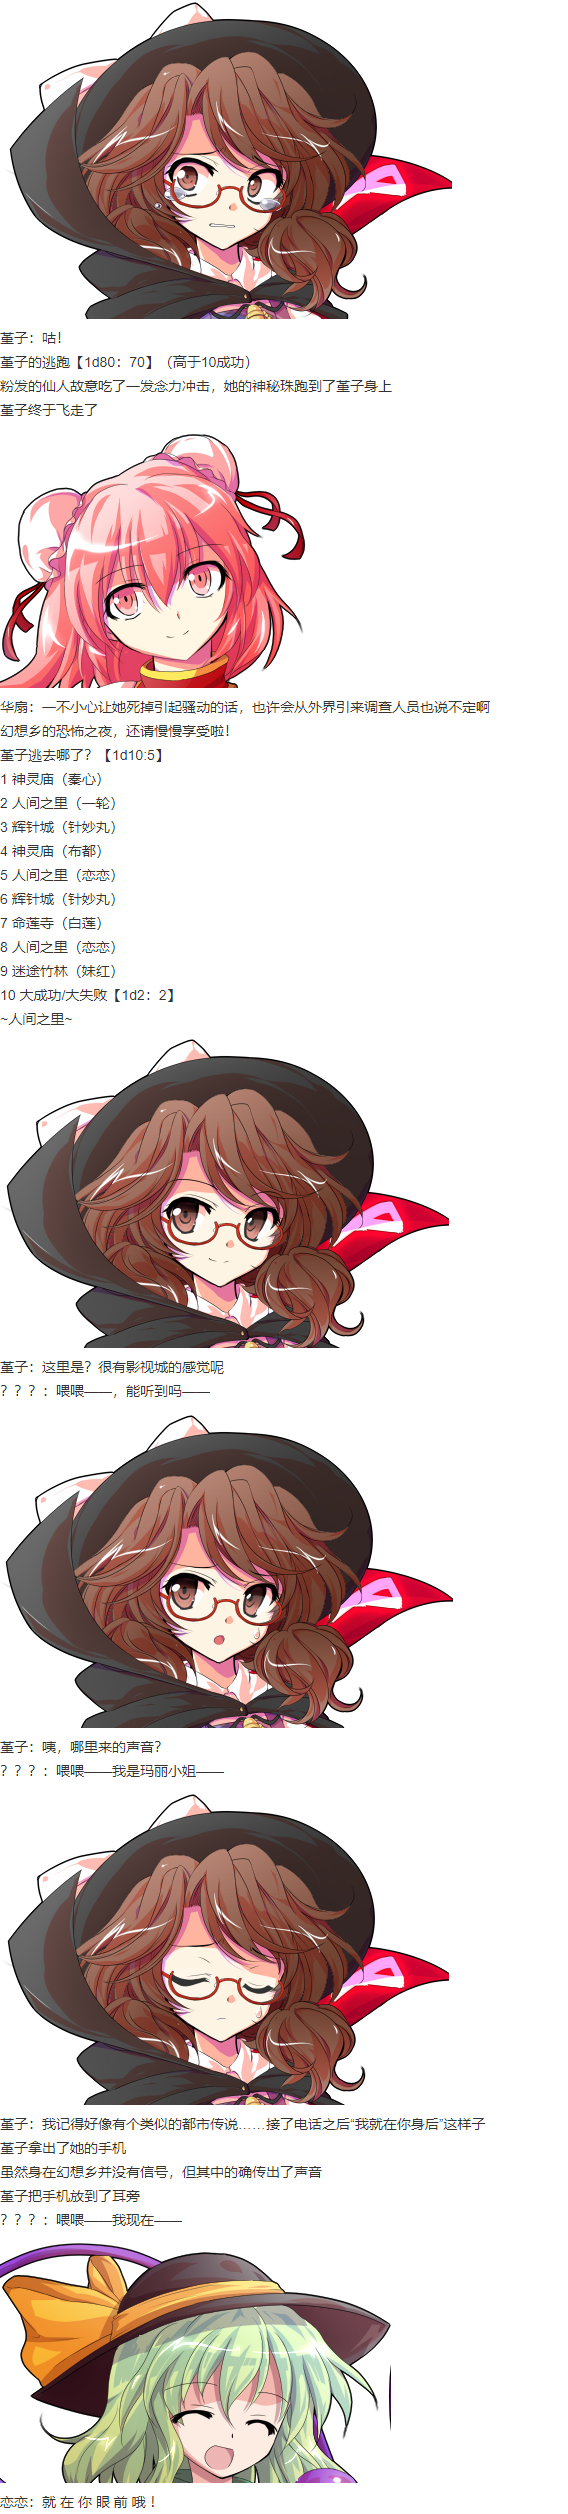 堇子：咕！
堇子的逃跑【1d80：70】（高于10成功）
粉发的仙人故意吃了一发念力冲击，她的神秘珠跑到了堇子身上
堇子终于飞走了
华扇：一不小心让她死掉引起骚动的话，也许会从外界引来调查人员也说不定啊
幻想乡的恐怖之夜，还请慢慢享受啦！
堇子逃去哪了？【1d10:5】
1 神灵庙（秦心）
2 人间之里（一轮）
3 辉针城（针妙丸）
4 神灵庙（布都）
5 人间之里（恋恋）
6 辉针城（针妙丸）
7 命莲寺（白莲）
8 人间之里（恋恋）
9 迷途竹林（妹红）
10 大成功/大失败【1d2：2】
~人间之里~
堇子：这里是？很有影视城的感觉呢
？？？：喂喂——，能听到吗——
堇子：咦，哪里来的声音？
？？？：喂喂——我是玛丽小姐——
堇子：我记得好像有个类似的都市传说……接了电话之后“我就在你身后”这样子
堇子拿出了她的手机
虽然身在幻想乡并没有信号，但其中的确传出了声音
堇子把手机放到了耳旁
？？？：喂喂——我现在——
恋恋：就 在 你 眼 前 哦 ！